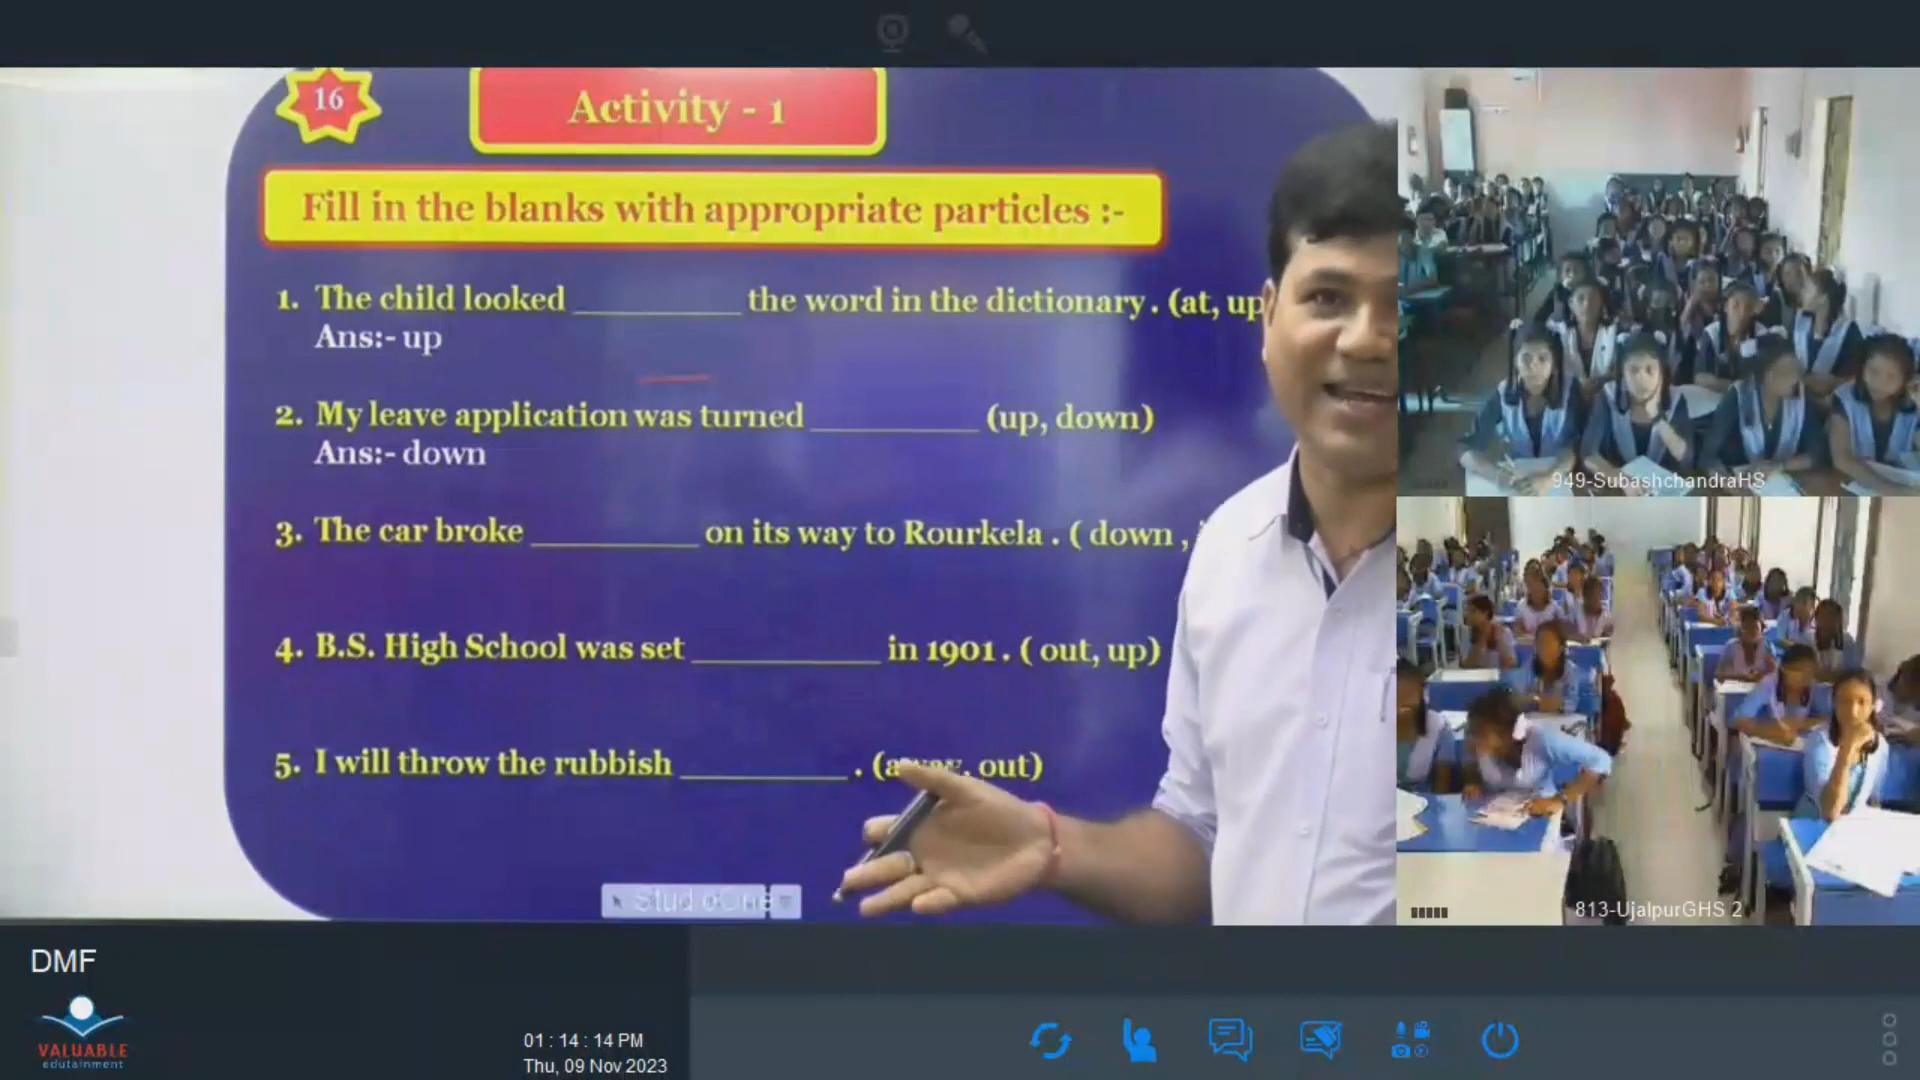 16
Activity - 1
Fill in the blanks with appropriate particles :-
1. The child looked __________ the word in the dictionary . (at, up
Ans:- up
2. My leave application was turned __________ (up, down)
Ans:- down
3. The car broke __________ on its way to Rourkela . ( down ,
4. B.S. High School was set __________ in 1901 . ( out, up)
5. I will throw the rubbish __________ . ( out)
949-SubashchandraHS
813-UjalpurGHS 2
DMF
VALUABLE
edutainment
01 : 14 : 14 PM
Thu, 09 Nov 2023